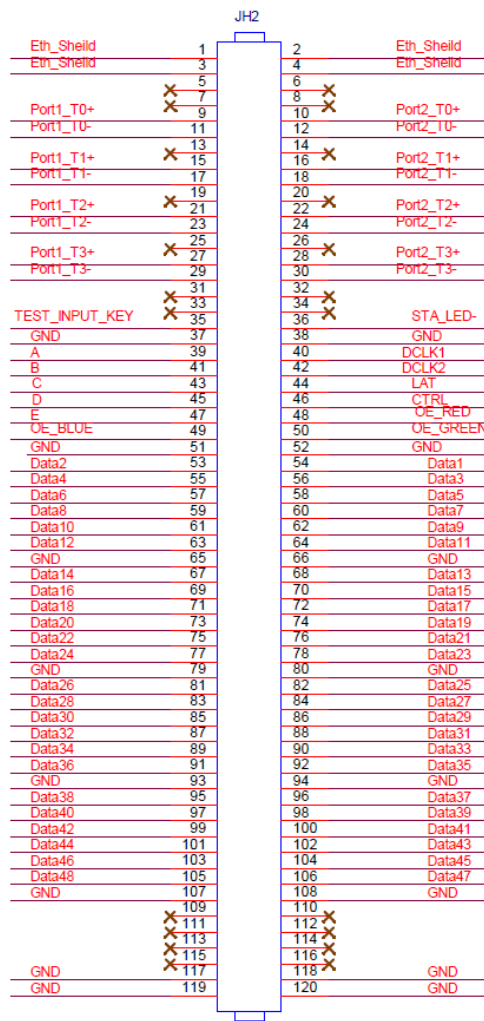 JH2
Eth_Sheild 1 2 Eth_Sheild
Eth_Sheild 3 4 Eth_Sheild
5 6
7 8
Port1_T0+ 9 10 Port2_T0+
Port1_T0- 11 12 Port2_T0-
13 14
Port1_T1+ 15 16 Port2_T1+
Port1_T1- 17 18 Port2_T1-
19 20
Port1_T2+ 21 22 Port2_T2+
Port1_T2- 23 24 Port2_T2-
25 26
Port1_T3+ 27 28 Port2_T3+
Port1_T3- 29 30 Port2_T3-
31 32
33 34
TEST_INPUT_KEY 35 36 STA_LED-
GND 37 38 GND
A 39 40 DCLK1
B 41 42 DCLK2
C 43 44 LAT
D 45 46 CTRL
E 47 48 OE_RED
OE_BLUE 49 50 OE_GREEN
GND 51 52 GND
Data2 53 54 Data1
Data4 55 56 Data3
Data6 57 58 Data5
Data8 59 60 Data7
Data10 61 62 Data9
Data12 63 64 Data11
GND 65 66 GND
Data14 67 68 Data13
Data16 69 70 Data15
Data18 71 72 Data17
Data20 73 74 Data19
Data22 75 76 Data21
Data24 77 78 Data23
GND 79 80 GND
Data26 81 82 Data25
Data28 83 84 Data27
Data30 85 86 Data29
Data32 87 88 Data31
Data34 89 90 Data33
Data36 91 92 Data35
GND 93 94 GND
Data38 95 96 Data37
Data40 97 98 Data39
Data42 99 100 Data41
Data44 101 102 Data43
Data46 103 104 Data45
Data48 105 106 Data47
GND 107 108 GND
109 110
111 112
113 114
115 116
GND 117 118 GND
GND 119 120 GND